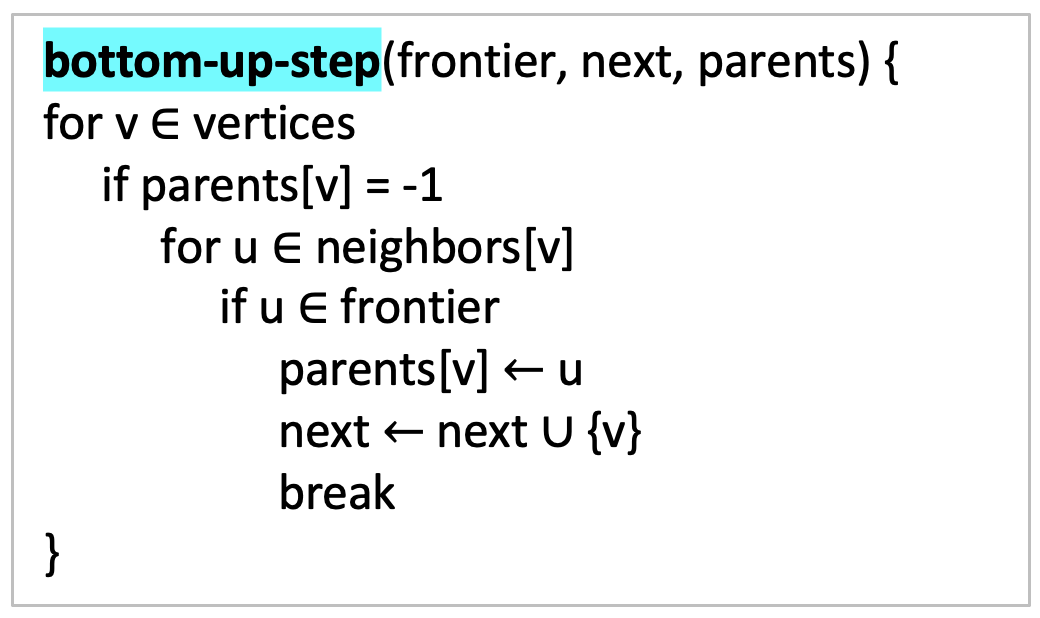 bottom-up-step(frontier, next, parents) {
for v ∈ vertices
if parents[v] = -1
for u ∈ neighbors[v]
if u ∈ frontier
parents[v] ← u
next ← next ∪ {v}
break
}